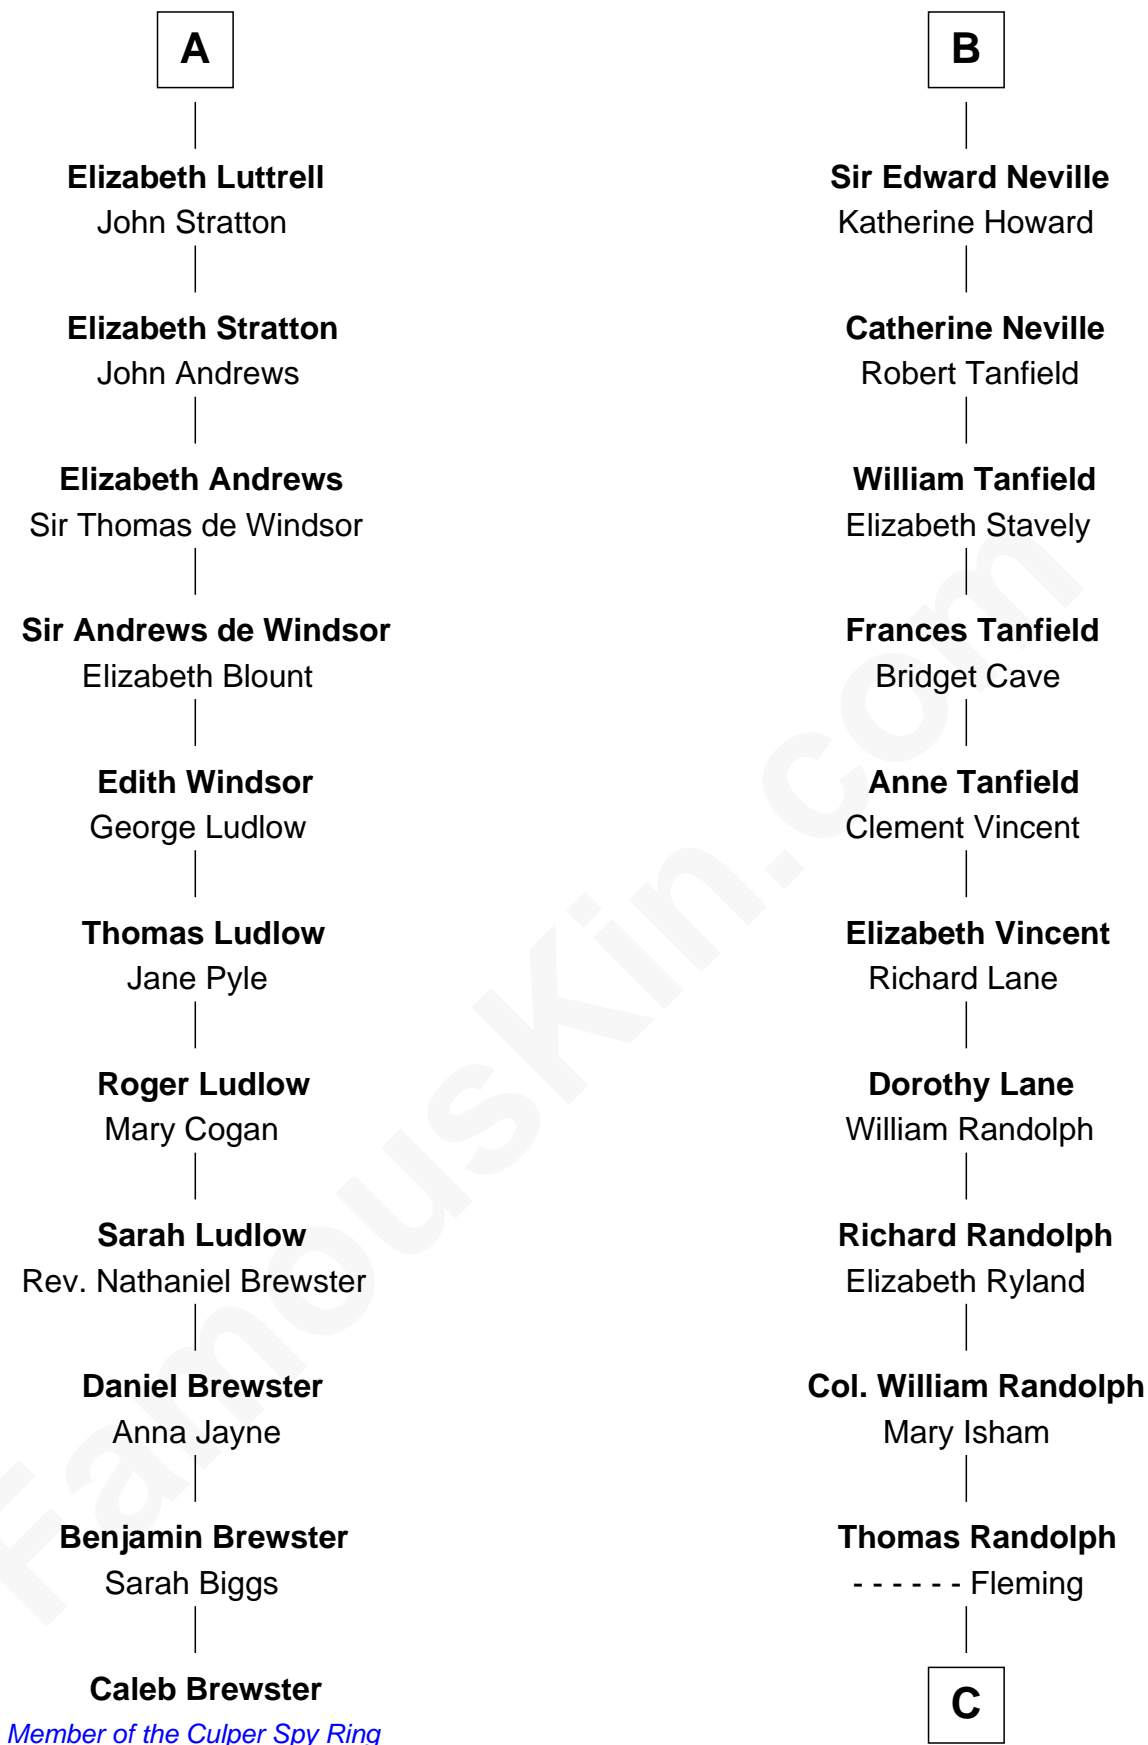 A
Elizabeth Luttrell
John Stratton
Elizabeth Stratton
John Andrews
Elizabeth Andrews
Sir Thomas de Windsor
Sir Andrews de Windsor
Elizabeth Blount
Edith Windsor
George Ludlow
Thomas Ludlow
Jane Pyle
Roger Ludlow
Mary Cogan
Sarah Ludlow
Rev. Nathaniel Brewster
Daniel Brewster
Anna Jayne
Benjamin Brewster
Sarah Biggs
Caleb Brewster
Member of the Culper Spy Ring
B
Sir Edward Neville
Katherine Howard
Catherine Neville
Robert Tanfield
William Tanfield
Elizabeth Stavely
Frances Tanfield
Bridget Cave
Anne Tanfield
Clement Vincent
Elizabeth Vincent
Richard Lane
Dorothy Lane
William Randolph
Richard Randolph
Elizabeth Ryland
Col. William Randolph
Mary Isham
Thomas Randolph
- - - - - - Fleming
C
FamousKin.com